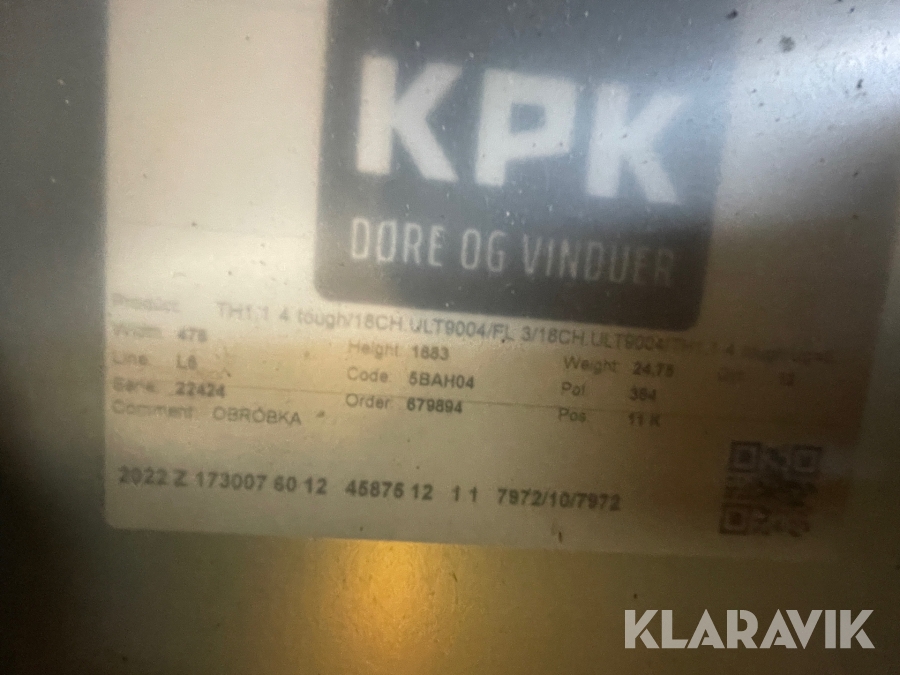 KPK
DØRE OG VINDUER
Product: TH1.1 4 tough/18CH.ULT9004/FL 3/18CH.ULT9004/TH1.1 4
Width: 478 Height: 1883 Weight: 24.78
Line: L6 Code: 5BAH04 Pof: 384
Serie: 22424 Order: 679894 Pos: 11 K
Comment: OBRÓBKA
2022 Z 173007 60 12 45875 12 1 1 7972/10/7972
KLARAVIK